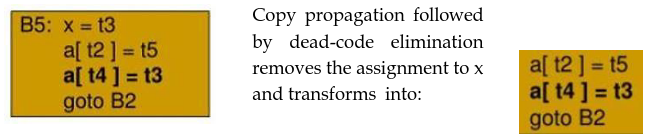 B5: x = t3
a[ t2 ] = t5
a[ t4 ] = t3
goto B2
Copy propagation followed
by dead-code elimination
removes the assignment to x
and transforms into:
a[ t2 ] = t5
a[ t4 ] = t3
goto B2